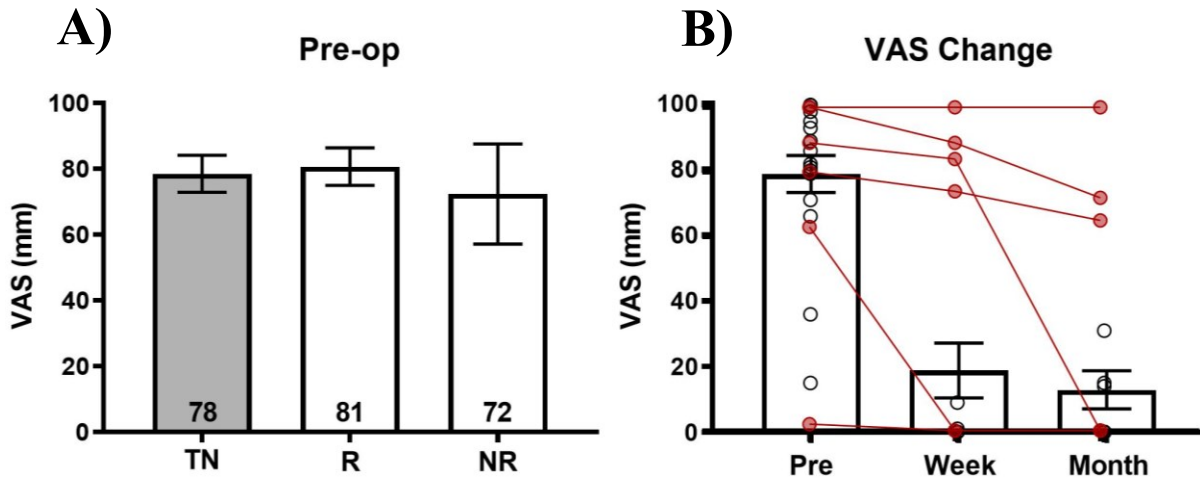 A)
Pre-op
VAS (mm)
100
80
60
40
20
0
78
81
72
TN
R
NR
B)
VAS Change
VAS (mm)
100
80
60
40
20
0
Pre
Week
Month